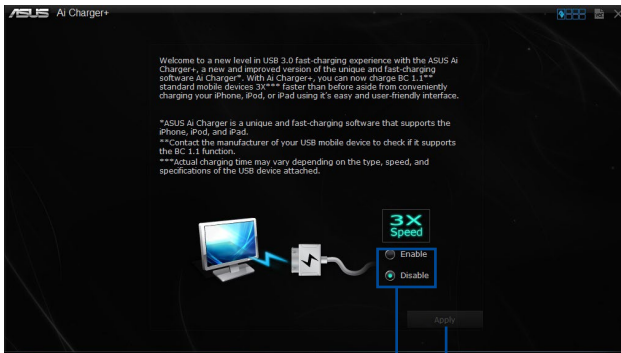 ASUS Ai Charger+
Welcome to a new level in USB 3.0 fast-charging experience with the ASUS Ai
Charger+, a new and improved version of the unique and fast-charging
software Ai Charger*. With Ai Charger+, you can now charge BC 1.1**
standard mobile devices 3X*** faster than before aside from conveniently
charging your iPhone, iPod, or iPad using it's easy and user-friendly interface.
*ASUS Ai Charger is a unique and fast-charging software that supports the
iPhone, iPod, and iPad.
**Contact the manufacturer of your USB mobile device to check if it supports
the BC 1.1 function.
***Actual charging time may vary depending on the type, speed, and
specifications of the USB device attached.
3X
Speed
Enable
Disable
Apply